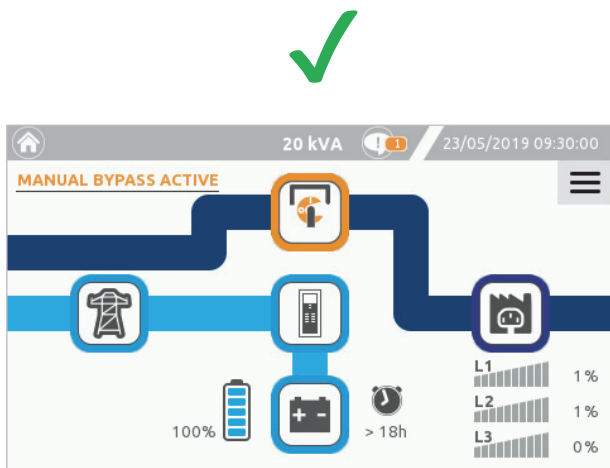 20 kVA 1 23/05/2019 09:30:00
MANUAL BYPASS ACTIVE
L1 1%
L2 1%
100% > 18h
L3 0%